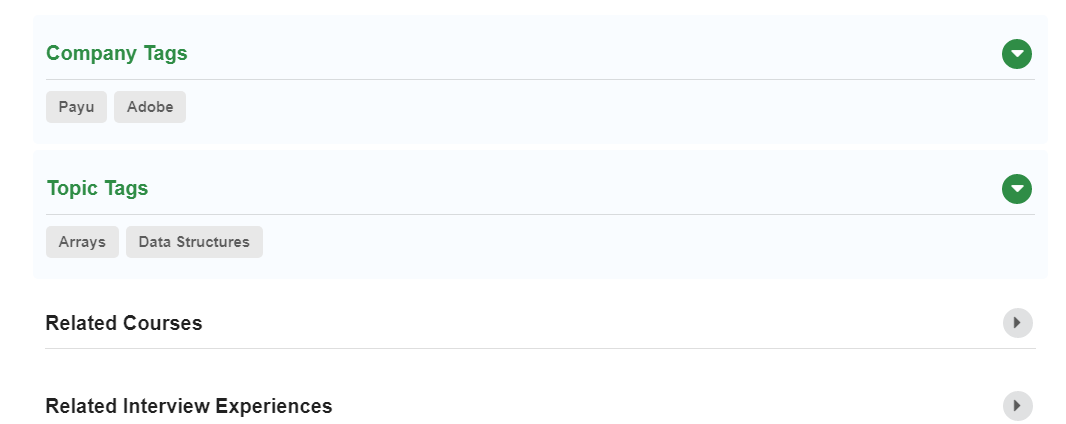 Company Tags
Payu Adobe
Topic Tags
Arrays Data Structures
Related Courses
Related Interview Experiences